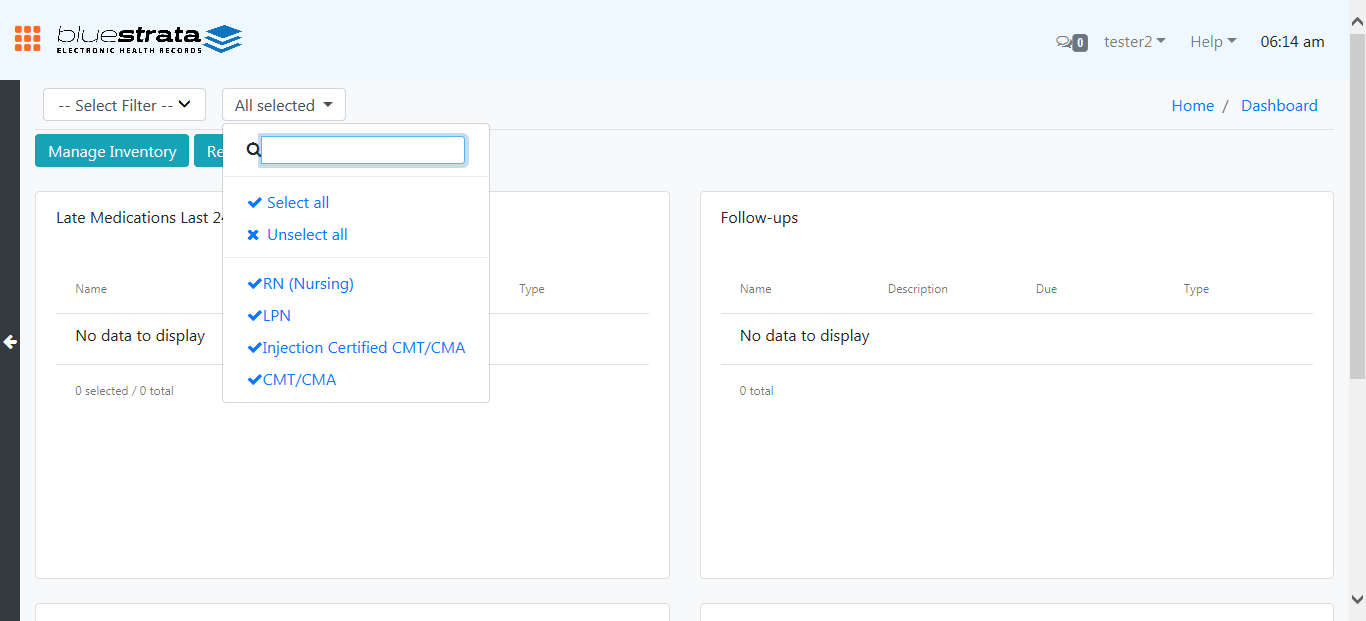 bluestrata
ELECTRONIC HEALTH RECORDS
0
tester2
Help
06:14 am
-- Select Filter --
All selected
Home / Dashboard
Manage Inventory
Re
Select all
Unselect all
RN (Nursing)
LPN
Injection Certified CMT/CMA
CMT/CMA
Late Medications Last 2
Name
Type
No data to display
0 selected / 0 total
Follow-ups
Name
Description
Due
Type
No data to display
0 total